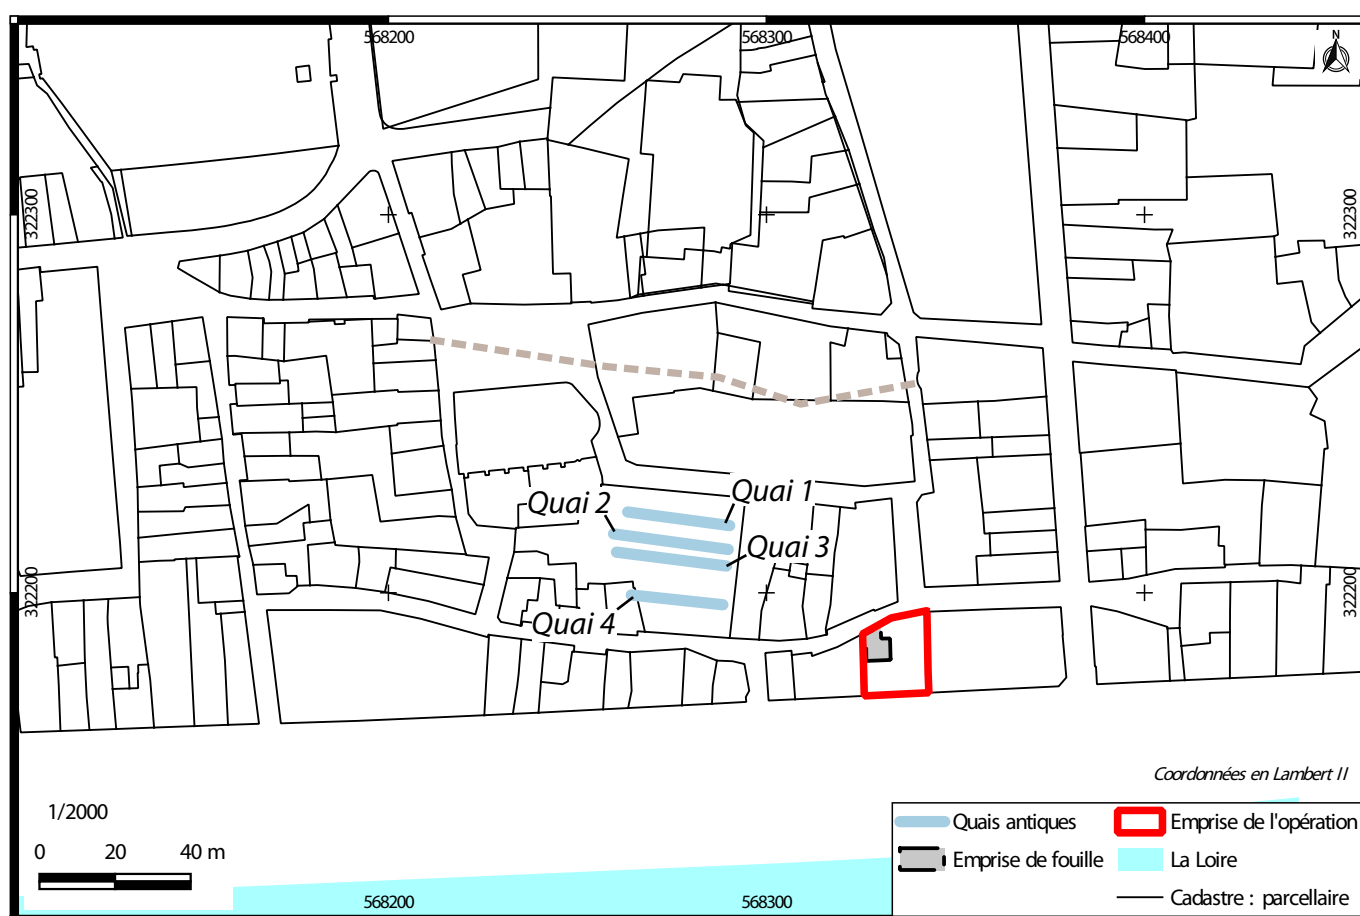 568200 568300 568400
N
322300 322300
Quai 1
Quai 2
Quai 3
322200 322200
Quai 4
Coordonnées en Lambert II
1/2000
0 20 40 m
Quais antiques
Emprise de l'opération
Emprise de fouille
La Loire
Cadastre : parcellaire
568200 568300